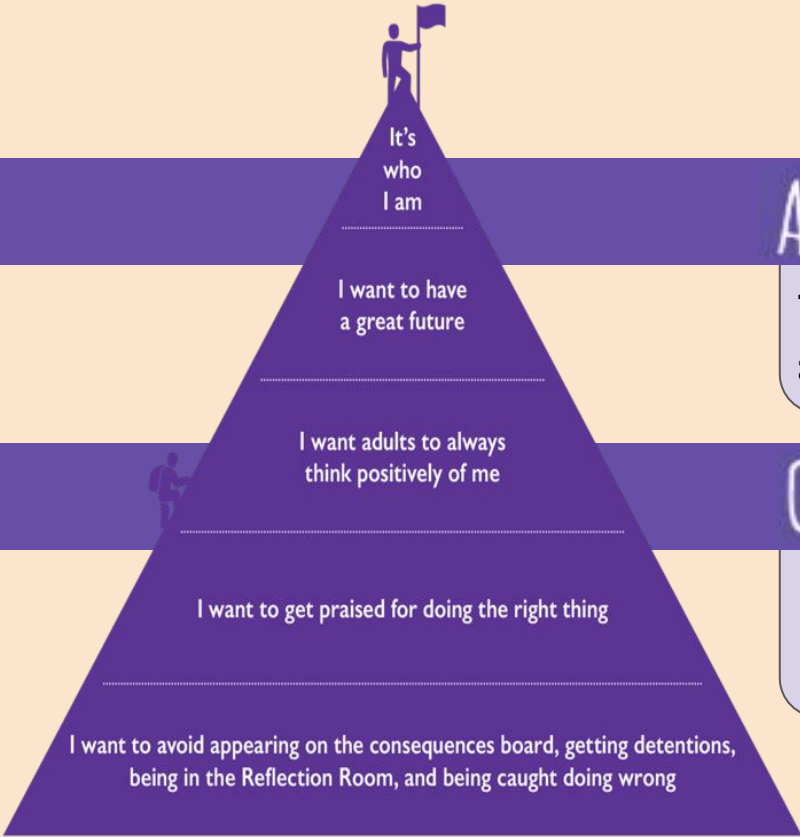 It’s
who
I am
I want to have
a great future
I want adults to always
think positively of me
I want to get praised for doing the right thing
I want to avoid appearing on the consequences board, getting detentions,
being in the Reflection Room, and being caught doing wrong